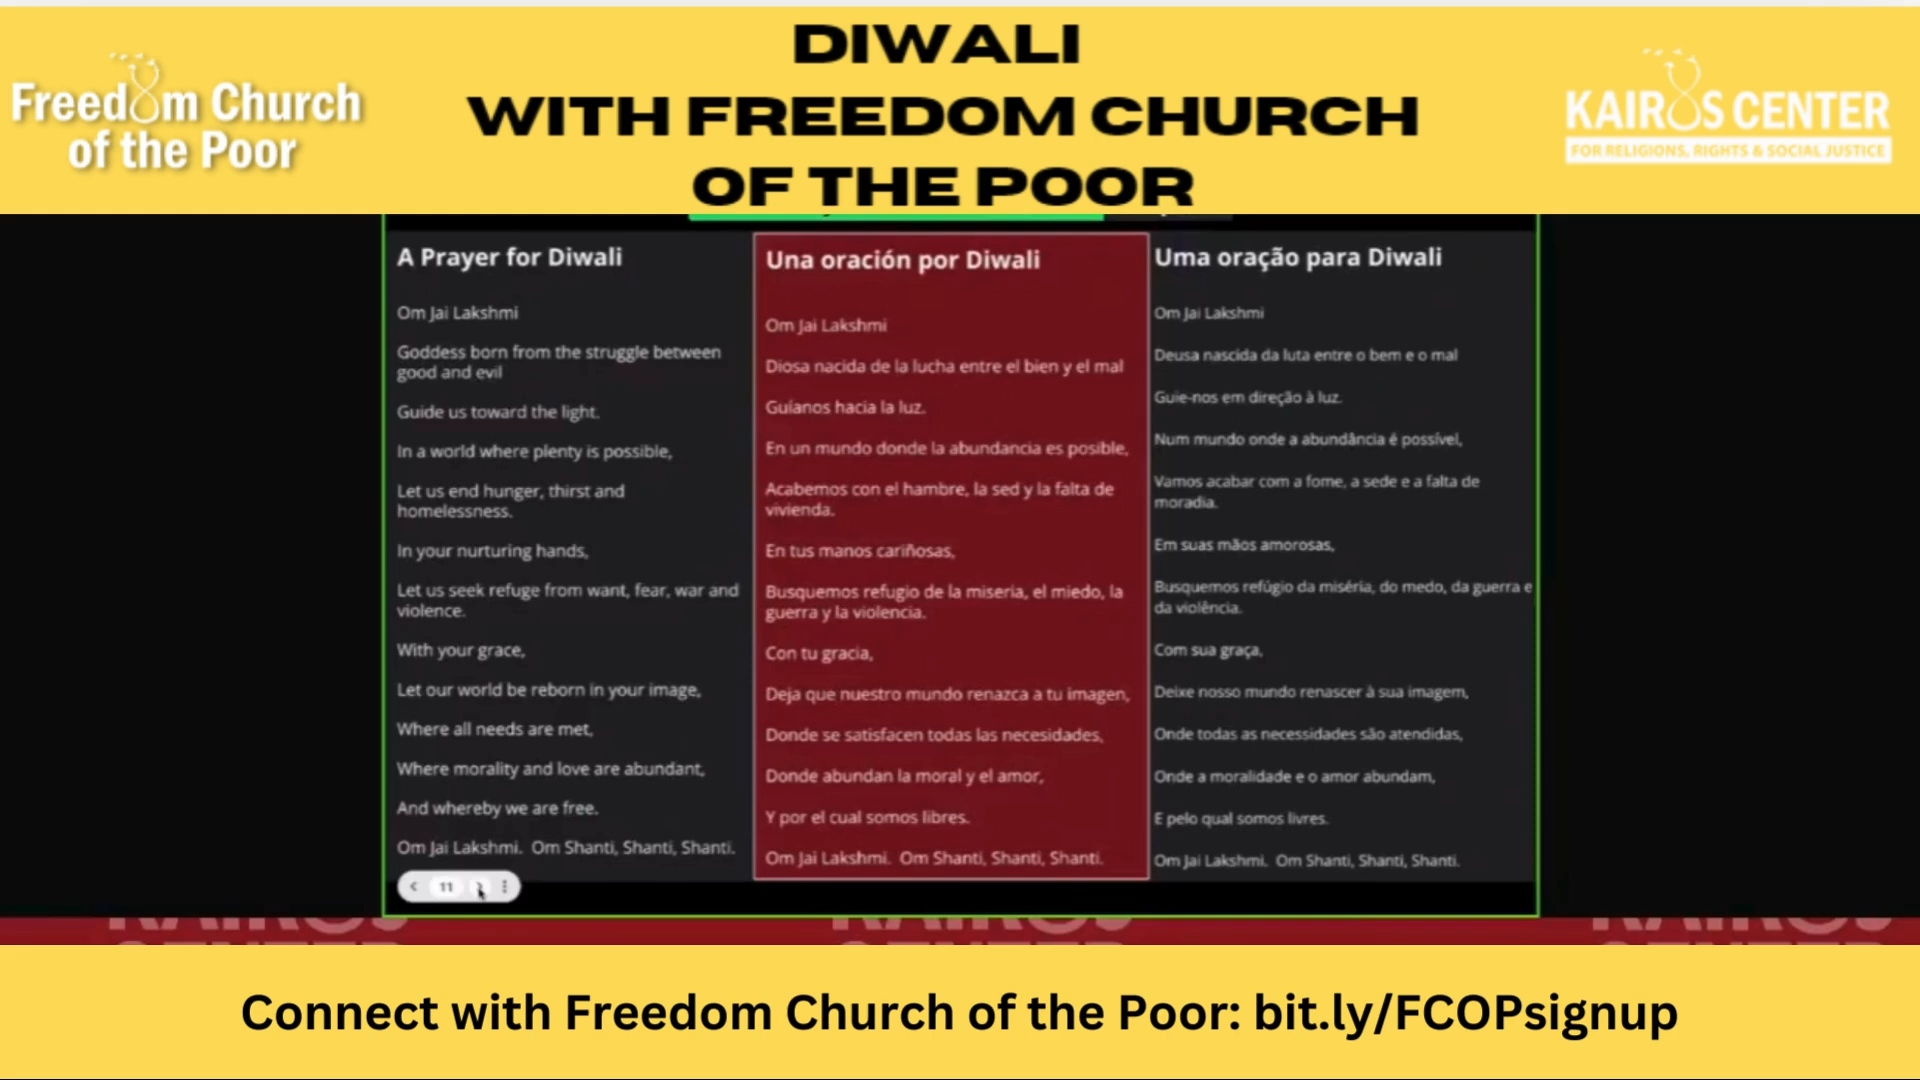 DIWALI
WITH FREEDOM CHURCH
OF THE POOR
Freedom Church
of the Poor
KAIROS CENTER
FOR RELIGIONS, RIGHTS & SOCIAL JUSTICE
A Prayer for Diwali
Om Jai Lakshmi
Goddess born from the struggle between
good and evil
Guide us toward the light.
In a world where plenty is possible,
Let us end hunger, thirst and
homelessness.
In your nurturing hands,
Let us seek refuge from want, fear, war and
violence.
With your grace,
Let our world be reborn in your image,
Where all needs are met,
Where morality and love are abundant,
And whereby we are free.
Om Jai Lakshmi. Om Shanti, Shanti, Shanti.
11
Una oración por Diwali
Om Jai Lakshmi
Diosa nacida de la lucha entre el bien y el mal
Guíanos hacia la luz.
En un mundo donde la abundancia es posible,
Acabemos con el hambre, la sed y la falta de
vivienda.
En tus manos cariñosas,
Busquemos refugio de la miseria, el miedo, la
guerra y la violencia.
Con tu gracia,
Deja que nuestro mundo renazca a tu imagen,
Donde se satisfacen todas las necesidades,
Donde abundan la moral y el amor,
Y por el cual somos libres.
Om Jai Lakshmi. Om Shanti, Shanti, Shanti.
Uma oração para Diwali
Om Jai Lakshmi
Deusa nascida da luta entre o bem e o mal
Guie-nos em direção à luz.
Num mundo onde a abundância é possível,
Vamos acabar com a fome, a sede e a falta de
moradia.
Em suas mãos amorosas,
Busquemos refúgio da miséria, do medo, da guerra e
da violência.
Com sua graça,
Deixe nosso mundo renascer à sua imagem,
Onde todas as necessidades são atendidas,
Onde a moralidade e o amor abundam,
E pelo qual somos livres.
Om Jai Lakshmi. Om Shanti, Shanti, Shanti.
KAIROS KAIROS KAIROS
CENTER CENTER CENTER
Connect with Freedom Church of the Poor: bit.ly/FCOPsignup